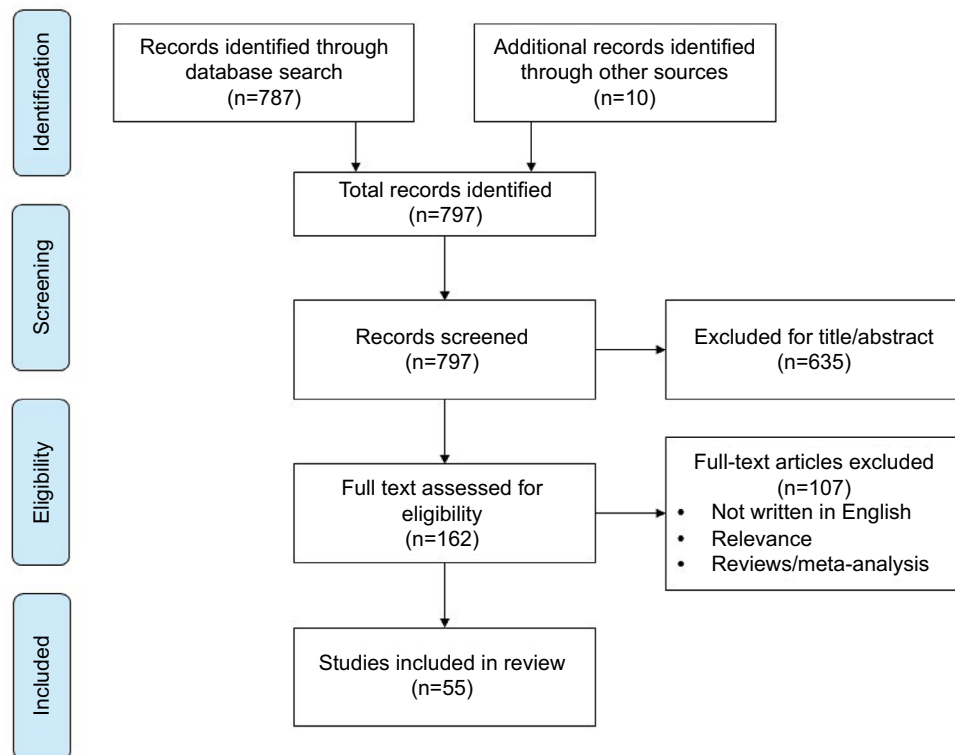 Identification
Records identified through
database search
(n=787)
Additional records identified
through other sources
(n=10)
Total records identified
(n=797)
Screening
Records screened
(n=797)
Excluded for title/abstract
(n=635)
Eligibility
Full text assessed for
eligibility
(n=162)
Full-text articles excluded
(n=107)
• Not written in English
• Relevance
• Reviews/meta-analysis
Included
Studies included in review
(n=55)